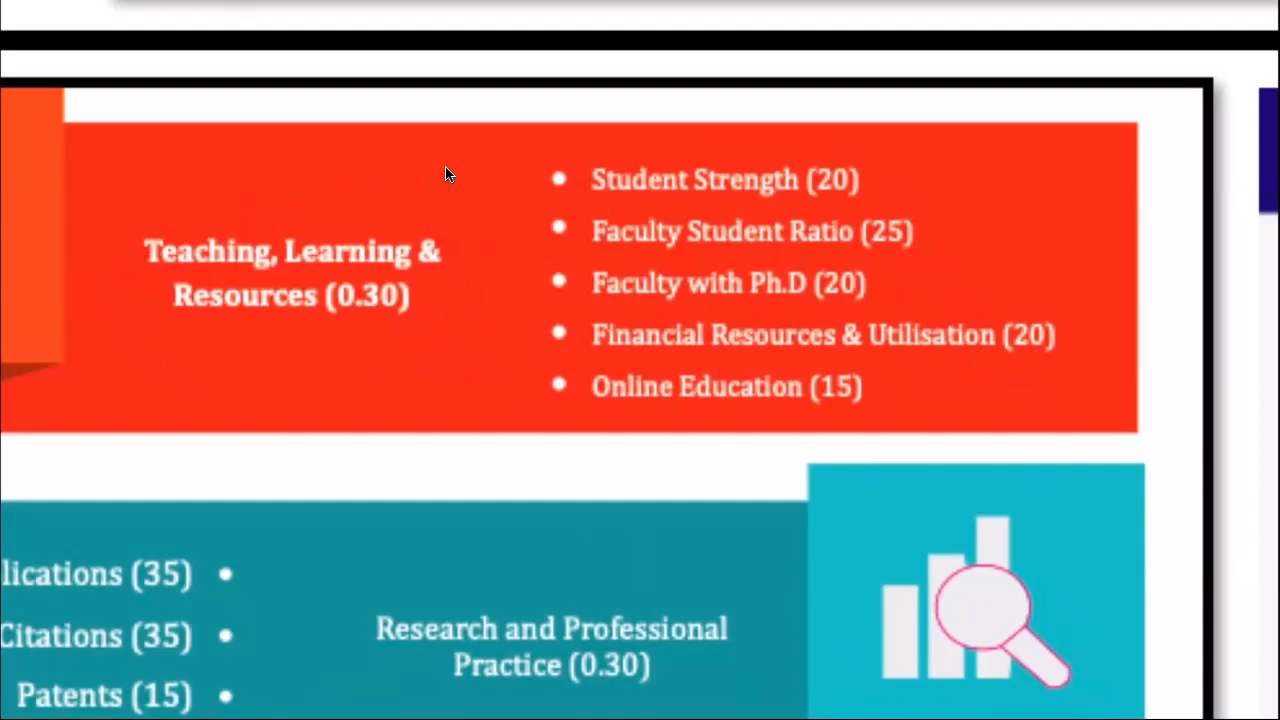 Teaching, Learning &
Resources (0.30)
Student Strength (20)
Faculty Student Ratio (25)
Faculty with Ph.D (20)
Financial Resources & Utilisation (20)
Online Education (15)
lications (35)
Citations (35)
Patents (15)
Research and Professional
Practice (0.30)